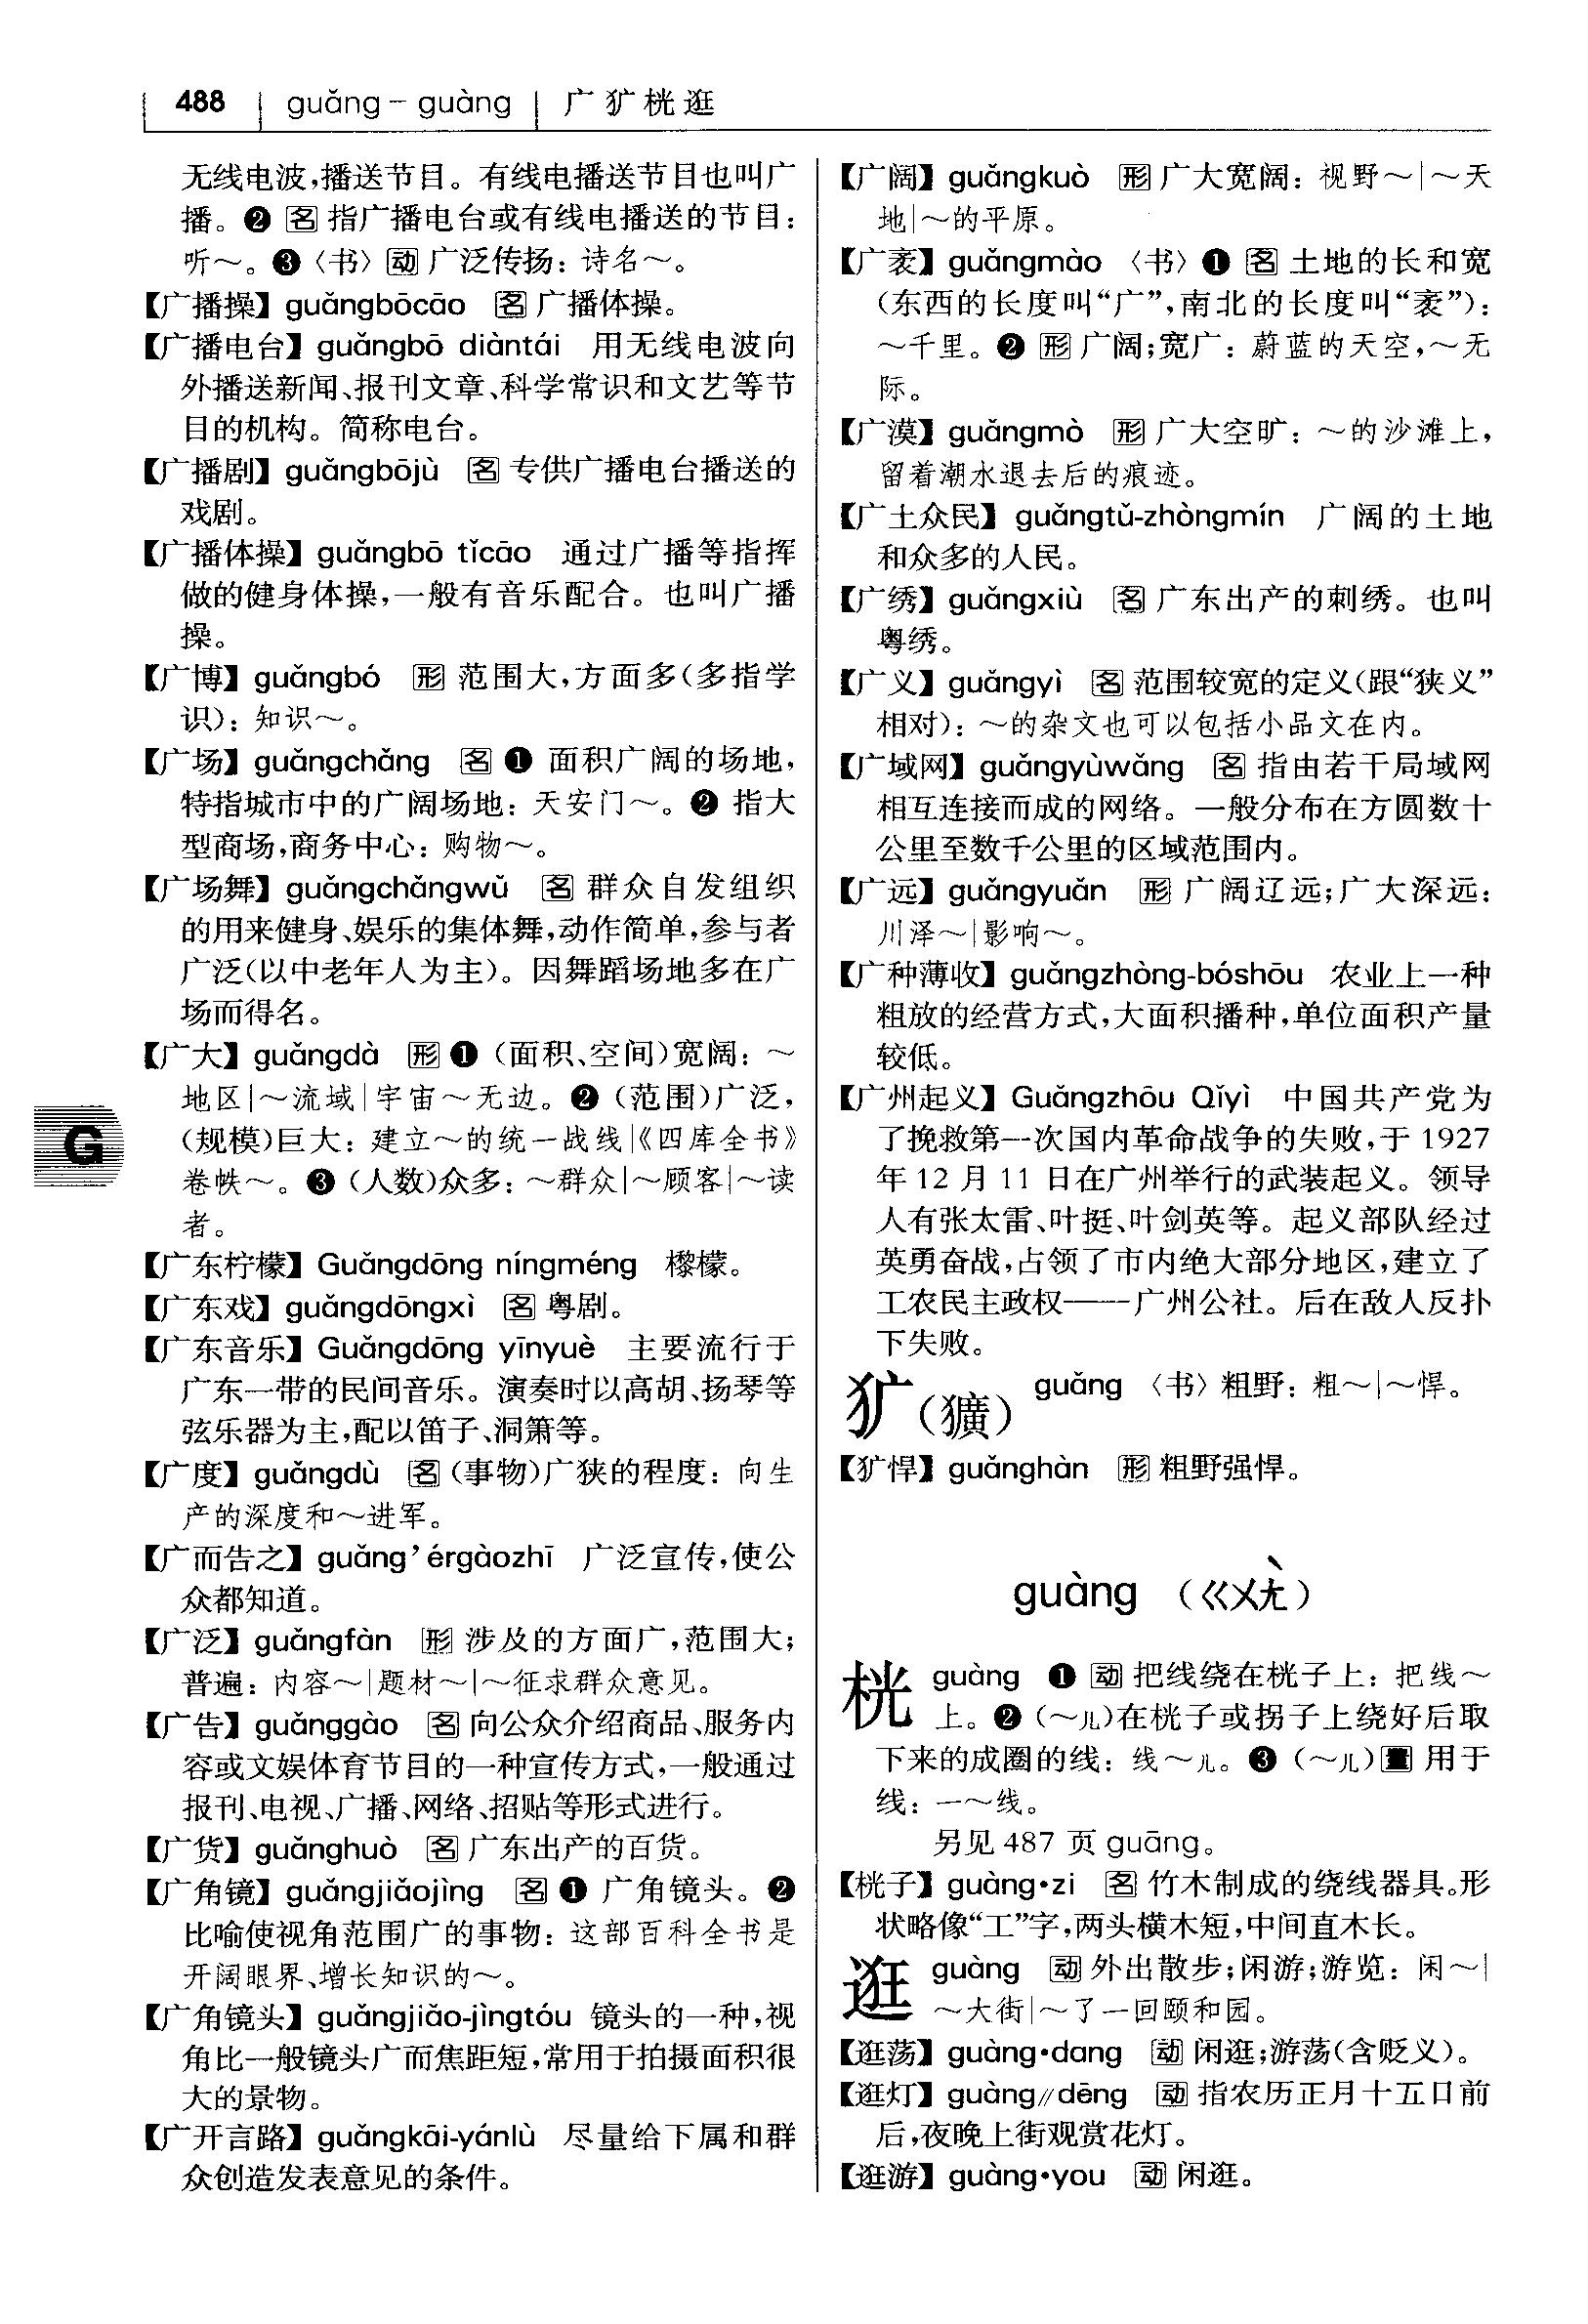 488 guǎng – guàng 广犷桄逛
无线电波,播送节目。有线电播送节目也叫广
播。❷ 名 指广播电台或有线电播送的节目:
听～。❸〈书〉动 广泛传扬:诗名～。
【广播操】guǎngbōcāo 名 广播体操。
【广播电台】guǎngbō diàntái 用无线电波向
外播送新闻、报刊文章、科学常识和文艺等节
目的机构。简称电台。
【广播剧】guǎngbōjù 名 专供广播电台播送的
戏剧。
【广播体操】guǎngbō tǐcāo 通过广播等指挥
做的健身体操,一般有音乐配合。也叫广播
操。
【广博】guǎngbó 形 范围大,方面多(多指学
识):知识～。
【广场】guǎngchǎng 名 ❶ 面积广阔的场地,
特指城市中的广阔场地:天安门～。❷ 指大
型商场,商务中心:购物～。
【广场舞】guǎngchǎngwǔ 名 群众自发组织
的用来健身、娱乐的集体舞,动作简单,参与者
广泛(以中老年人为主)。因舞蹈场地多在广
场而得名。
【广大】guǎngdà 形 ❶ (面积、空间)宽阔:～
地区|～流域|宇宙～无边。❷ (范围)广泛,
(规模)巨大:建立～的统一战线|《四库全书》
卷帙～。❸ (人数)众多:～群众|～顾客|～读
者。
【广东柠檬】Guǎngdōng níngméng 檪檬。
【广东戏】guǎngdōngxì 名 粤剧。
【广东音乐】Guǎngdōng yīnyuè 主要流行于
广东一带的民间音乐。演奏时以高胡、扬琴等
弦乐器为主,配以笛子、洞箫等。
【广度】guǎngdù 名 (事物)广狭的程度:向生
产的深度和～进军。
【广而告之】guǎng’érgàozhī 广泛宣传,使公
众都知道。
【广泛】guǎngfàn 形 涉及的方面广,范围大;
普遍:内容～|题材～|～征求群众意见。
【广告】guǎnggào 名 向公众介绍商品、服务内
容或文娱体育节目的一种宣传方式,一般通过
报刊、电视、广播、网络、招贴等形式进行。
【广货】guǎnghuò 名 广东出产的百货。
【广角镜】guǎngjiǎojìng 名 ❶ 广角镜头。❷
比喻使视角范围广的事物:这部百科全书是
开阔眼界、增长知识的～。
【广角镜头】guǎngjiǎo-jìngtóu 镜头的一种,视
角比一般镜头广而焦距短,常用于拍摄面积很
大的景物。
【广开言路】guǎngkāi-yánlù 尽量给下属和群
众创造发表意见的条件。
G
【广阔】guǎngkuò 形 广大宽阔:视野～|～天
地|～的平原。
【广袤】guǎngmào 〈书〉❶ 名 土地的长和宽
(东西的长度叫“广”,南北的长度叫“袤”):
～千里。❷ 形 广阔;宽广:蔚蓝的天空,～无
际。
【广漠】guǎngmò 形 广大空旷:～的沙滩上,
留着潮水退去后的痕迹。
【广土众民】guǎngtǔ-zhòngmín 广阔的土地
和众多的人民。
【广绣】guǎngxiù 名 广东出产的刺绣。也叫
粤绣。
【广义】guǎngyì 名 范围较宽的定义(跟“狭义”
相对):～的杂文也可以包括小品文在内。
【广域网】guǎngyùwǎng 名 指由若干局域网
相互连接而成的网络。一般分布在方圆数十
公里至数千公里的区域范围内。
【广远】guǎngyuǎn 形 广阔辽远;广大深远:
川泽～|影响～。
【广种薄收】guǎngzhòng-bóshōu 农业上一种
粗放的经营方式,大面积播种,单位面积产量
较低。
【广州起义】Guǎngzhōu Qǐyì 中国共产党为
了挽救第一次国内革命战争的失败,于 1927
年 12 月 11 日在广州举行的武装起义。领导
人有张太雷、叶挺、叶剑英等。起义部队经过
英勇奋战,占领了市内绝大部分地区,建立了
工农民主政权——广州公社。后在敌人反扑
下失败。
犷(獷) guǎng 〈书〉粗野:粗～|～悍。
【犷悍】guǎnghàn 形 粗野强悍。
guàng (ㄍㄨㄤˋ)
桄 guàng ❶ 动 把线绕在桄子上:把线～
上。❷ (～儿)在桄子或拐子上绕好后取
下来的成圈的线:线～儿。❸ (～儿)量 用于
线:一～线。
另见 487 页 guāng。
【桄子】guàng•zi 名 竹木制成的绕线器具。形
状略像“工”字,两头横木短,中间直木长。
逛 guàng 动 外出散步;闲游;游览:闲～|
～大街|～了一回颐和园。
【逛荡】guàng•dang 动 闲逛;游荡(含贬义)。
【逛灯】guàng∥dēng 动 指农历正月十五日前
后,夜晚上街观赏花灯。
【逛游】guàng•you 动 闲逛。